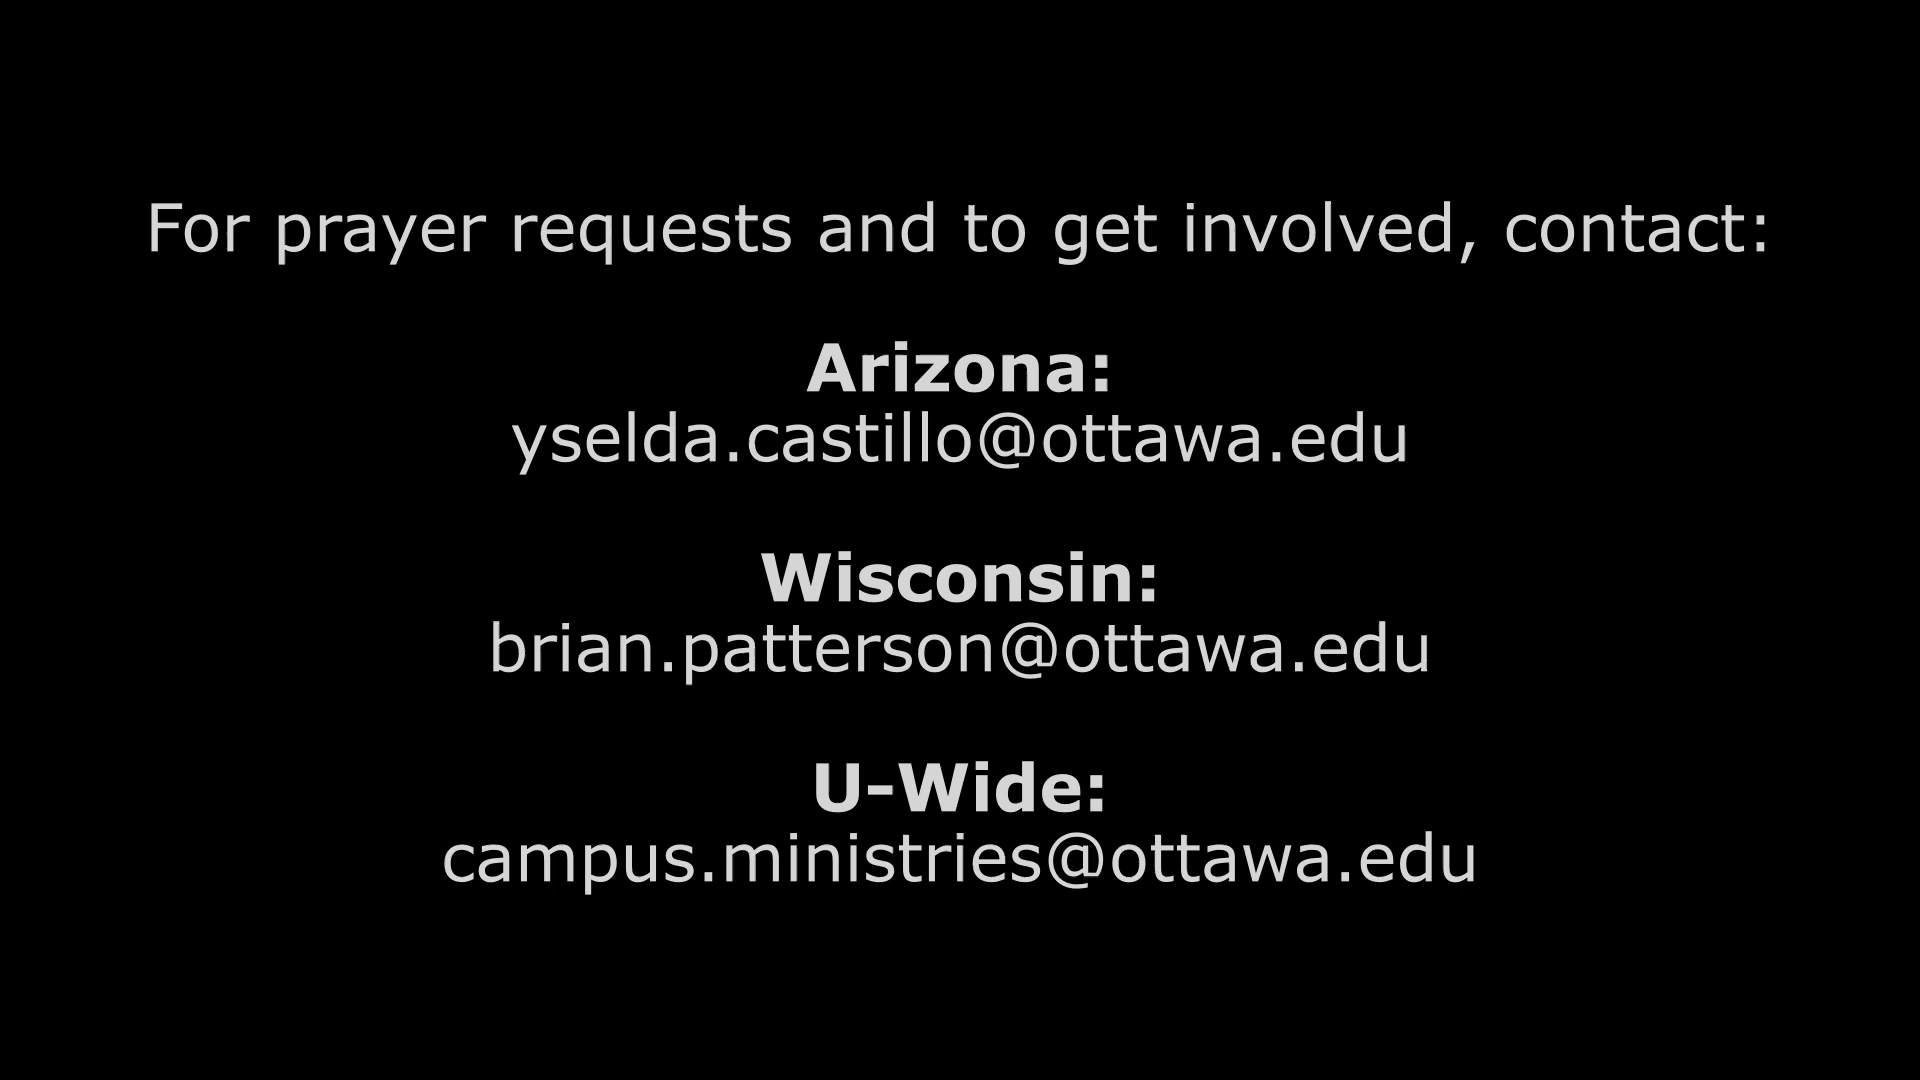 For prayer requests and to get involved, contact:
Arizona:
yselda.castillo@ottawa.edu
Wisconsin:
brian.patterson@ottawa.edu
U–Wide:
campus.ministries@ottawa.edu